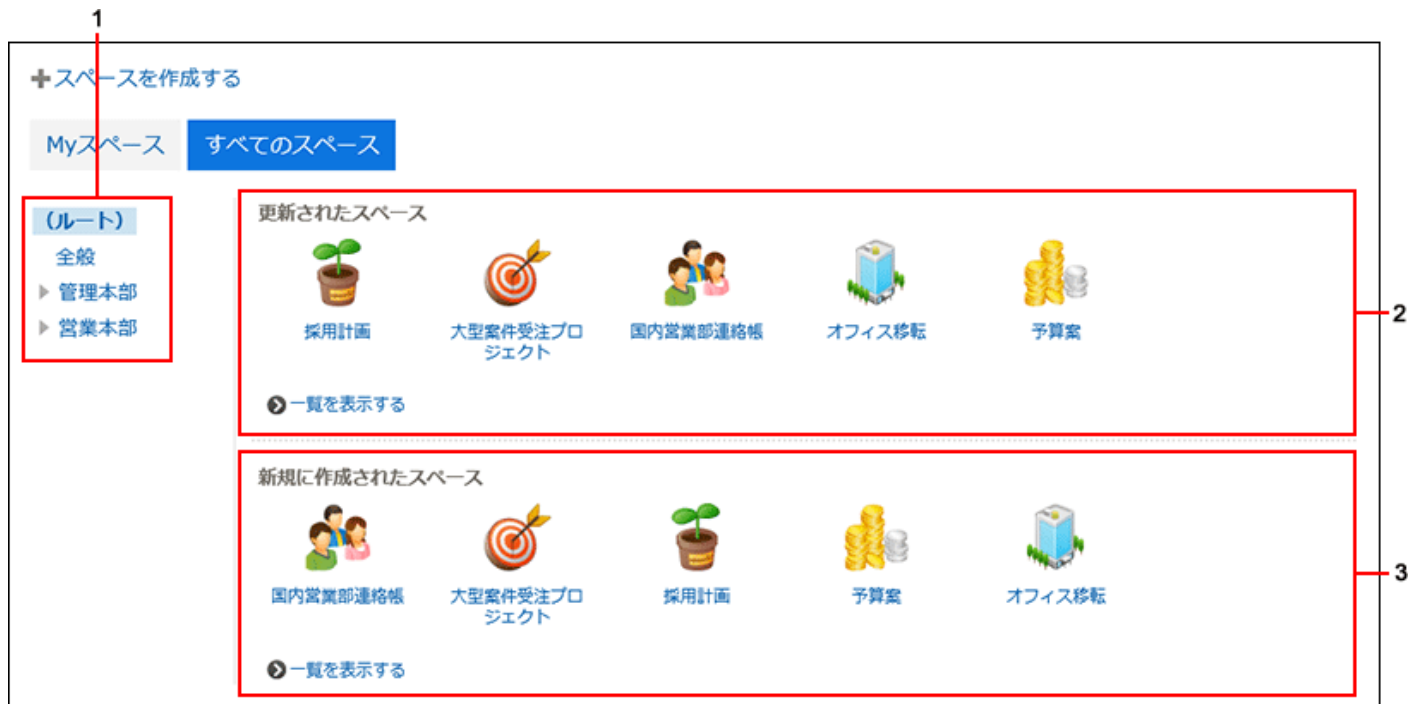 1
スペースを作成する
Myスペース すべてのスペース
(ルート)
全般
管理本部
営業本部
更新されたスペース
採用計画 大型案件受注プロ
ジェクト 国内営業部連絡帳 オフィス移転 予算案
一覧を表示する
2
新規に作成されたスペース
国内営業部連絡帳 大型案件受注プロ
ジェクト 採用計画 予算案 オフィス移転
一覧を表示する
3